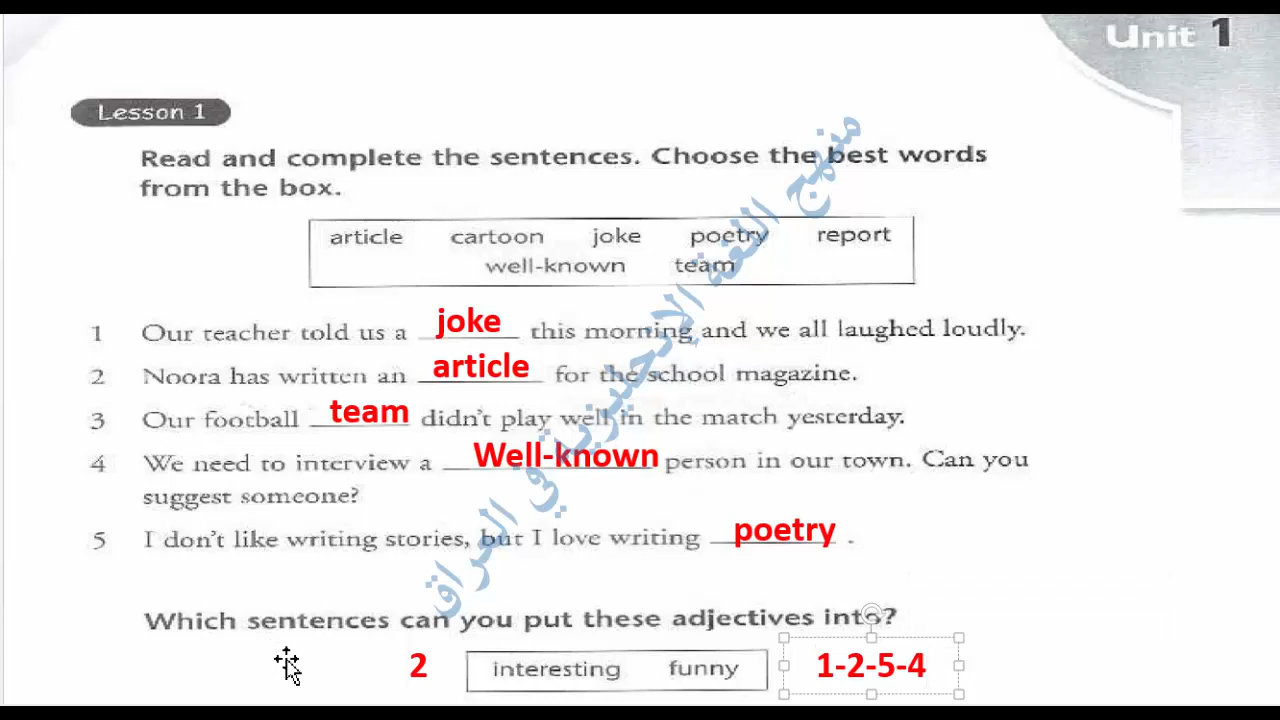 Unit 1
Lesson 1
Read and complete the sentences. Choose the best words
from the box.
article cartoon joke poetry report
well-known team
1 Our teacher told us a joke this morning and we all laughed loudly.
2 Noora has written an article for the school magazine.
3 Our football team didn't play well in the match yesterday.
4 We need to interview a Well-known person in our town. Can you
suggest someone?
5 I don't like writing stories, but I love writing poetry .
منهج اللغة الإنجليزية في العراق
Which sentences can you put these adjectives into?
2 interesting funny 1-2-5-4